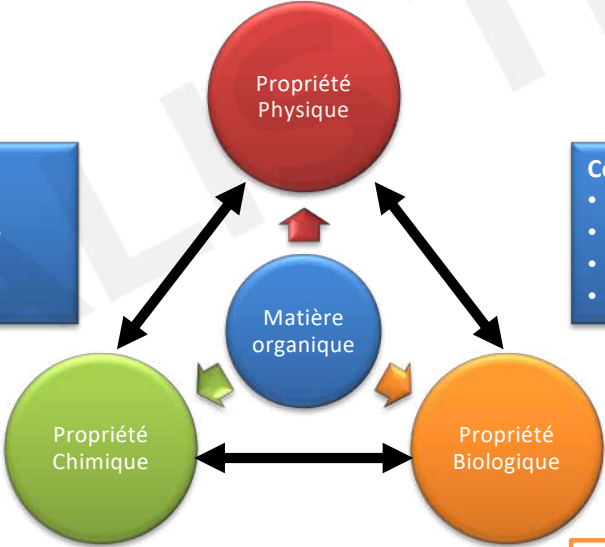 Propriété
Physique
Matière
organique
Propriété
Chimique
Propriété
Biologique